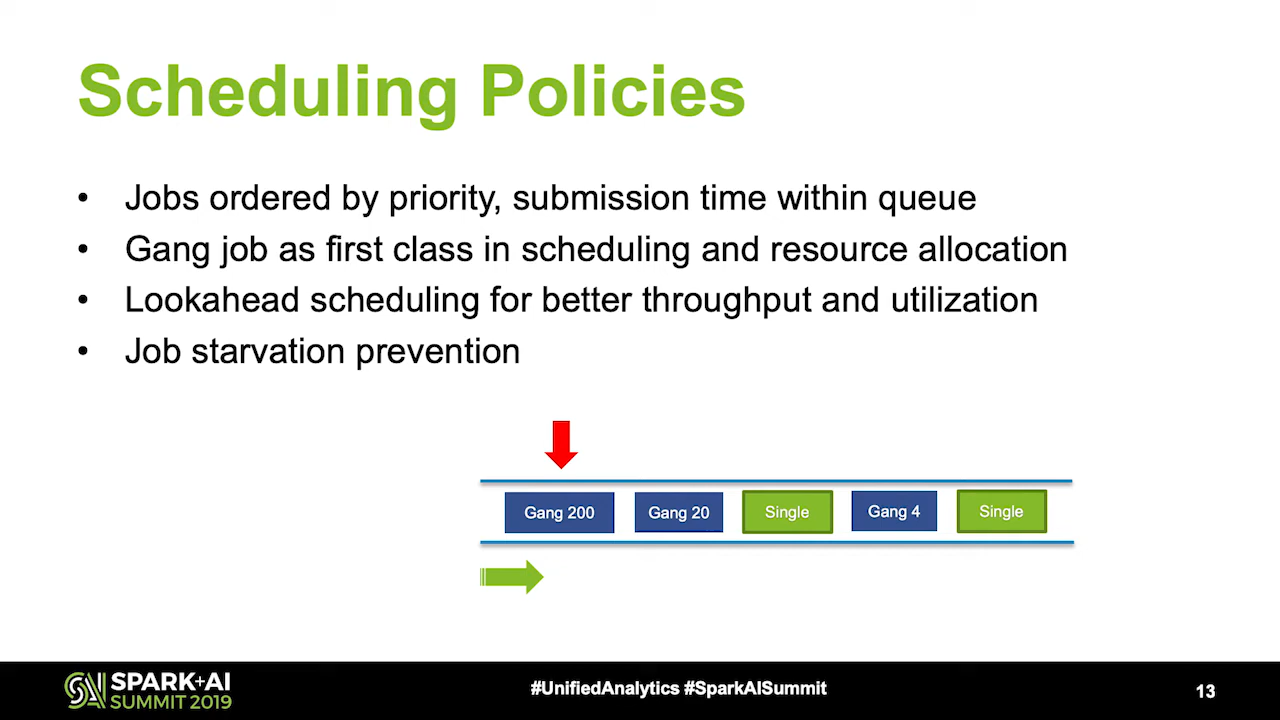 Scheduling Policies
• Jobs ordered by priority, submission time within queue
• Gang job as first class in scheduling and resource allocation
• Lookahead scheduling for better throughput and utilization
• Job starvation prevention
Gang 200 Gang 20 Single Gang 4 Single
SPARK+AI
SUMMIT 2019
#UnifiedAnalytics #SparkAISummit
13